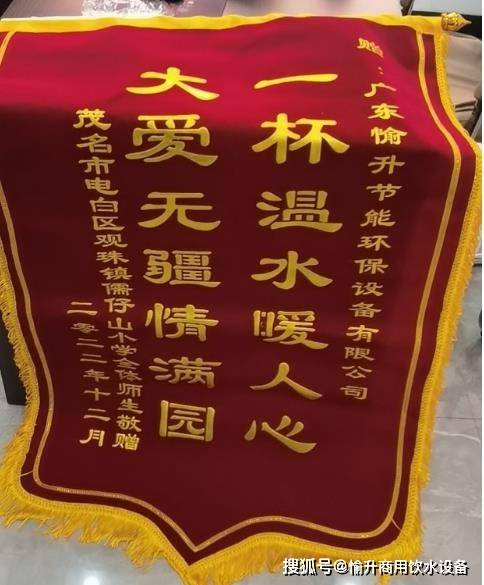 赠：广东愉升节能环保设备有限公司
一杯温水暖人心
大爱无疆情满园
茂名市电白区观珠镇儒仔山小学全体师生敬赠
二零二二年十二月
搜狐号@愉升商用饮水设备